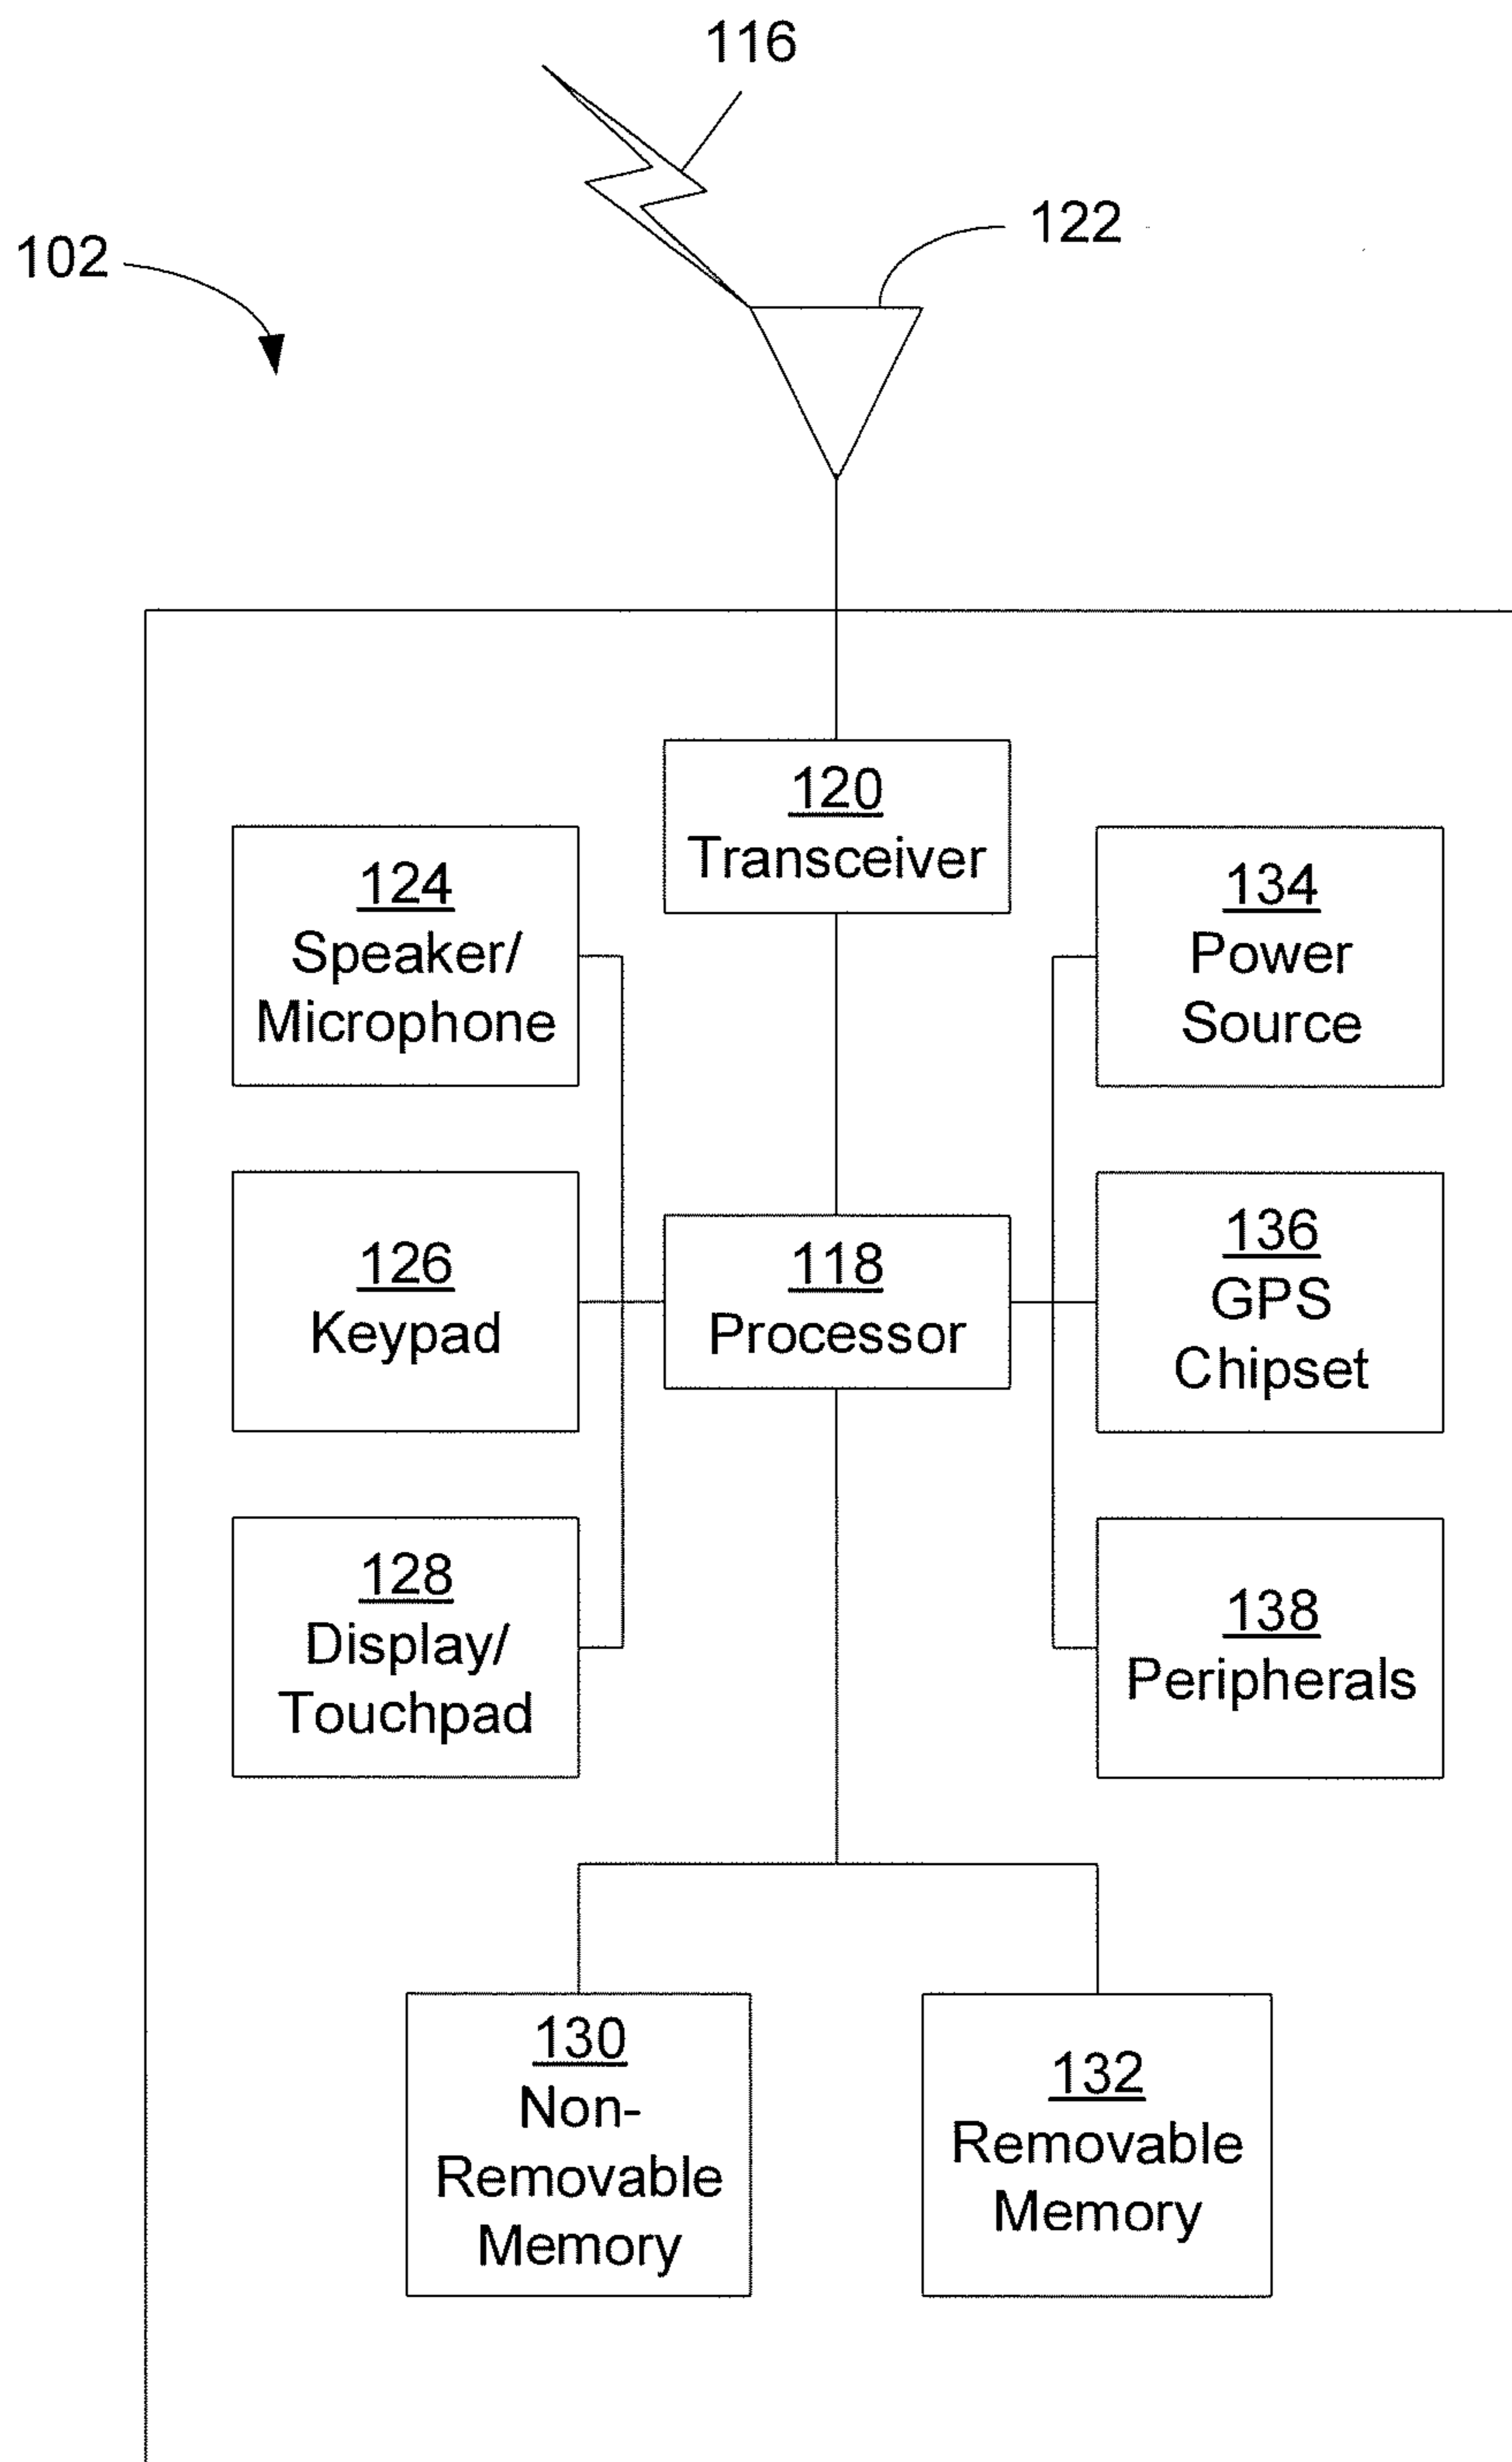 116
122
102
120
Transceiver
124
Speaker/
Microphone
134
Power
Source
126
Keypad
118
Processor
136
GPS
Chipset
128
Display/
Touchpad
138
Peripherals
130
Non-
Removable
Memory
132
Removable
Memory